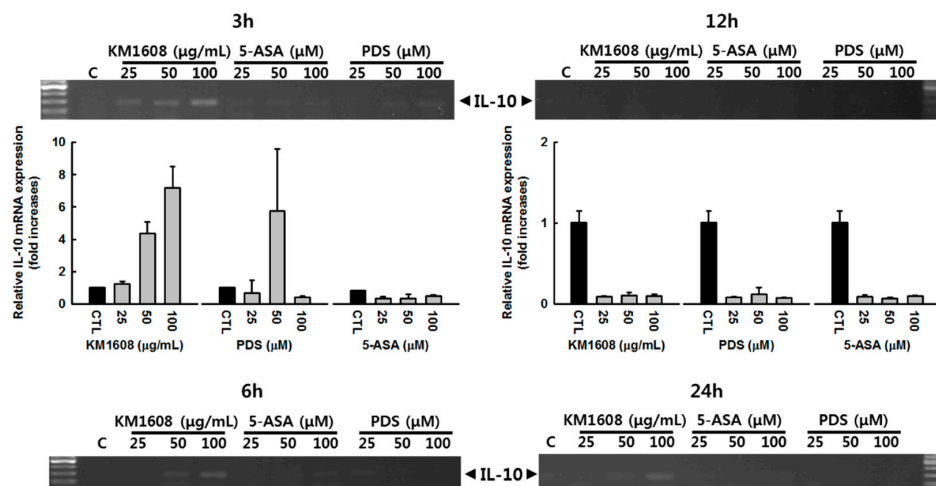 3h
KM1608 (μg/mL) 5-ASA (μM) PDS (μM)
C 25 50 100 25 50 100 25 50 100
12h
KM1608 (μg/mL) 5-ASA (μM) PDS (μM)
C 25 50 100 25 50 100 25 50 100
◄ IL-10 ►
Relative IL-10 mRNA expression
(fold increases)
10
8
6
4
2
0
CTL 25 50 100 CTL 25 50 100 CTL 25 50 100
KM1608 (μg/mL) PDS (μM) 5-ASA (μM)
Relative IL-10 mRNA expression
(fold increases)
2
1
0
CTL 25 50 100 CTL 25 50 100 CTL 25 50 100
KM1608 (μg/mL) PDS (μM) 5-ASA (μM)
6h
KM1608 (μg/mL) 5-ASA (μM) PDS (μM)
C 25 50 100 25 50 100 25 50 100
24h
KM1608 (μg/mL) 5-ASA (μM) PDS (μM)
C 25 50 100 25 50 100 25 50 100
◄ IL-10 ►